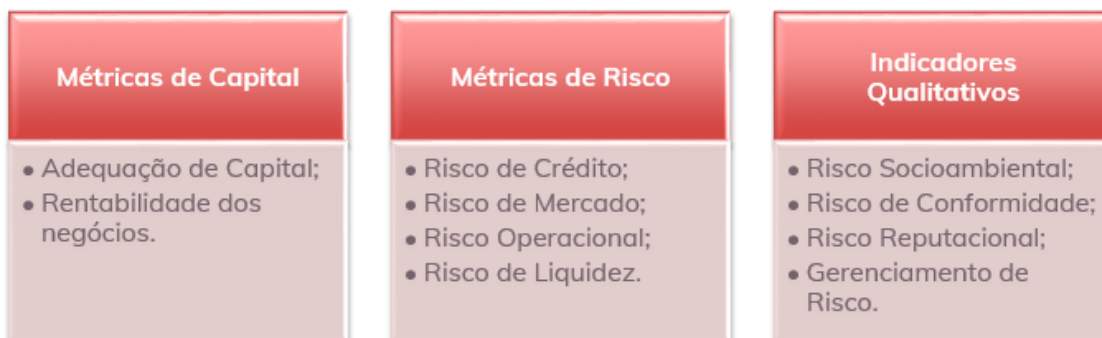 Métricas de Capital
• Adequação de Capital;
• Rentabilidade dos
negócios.
Métricas de Risco
• Risco de Crédito;
• Risco de Mercado;
• Risco Operacional;
• Risco de Liquidez.
Indicadores
Qualitativos
• Risco Socioambiental;
• Risco de Conformidade;
• Risco Reputacional;
• Gerenciamento de
Risco.